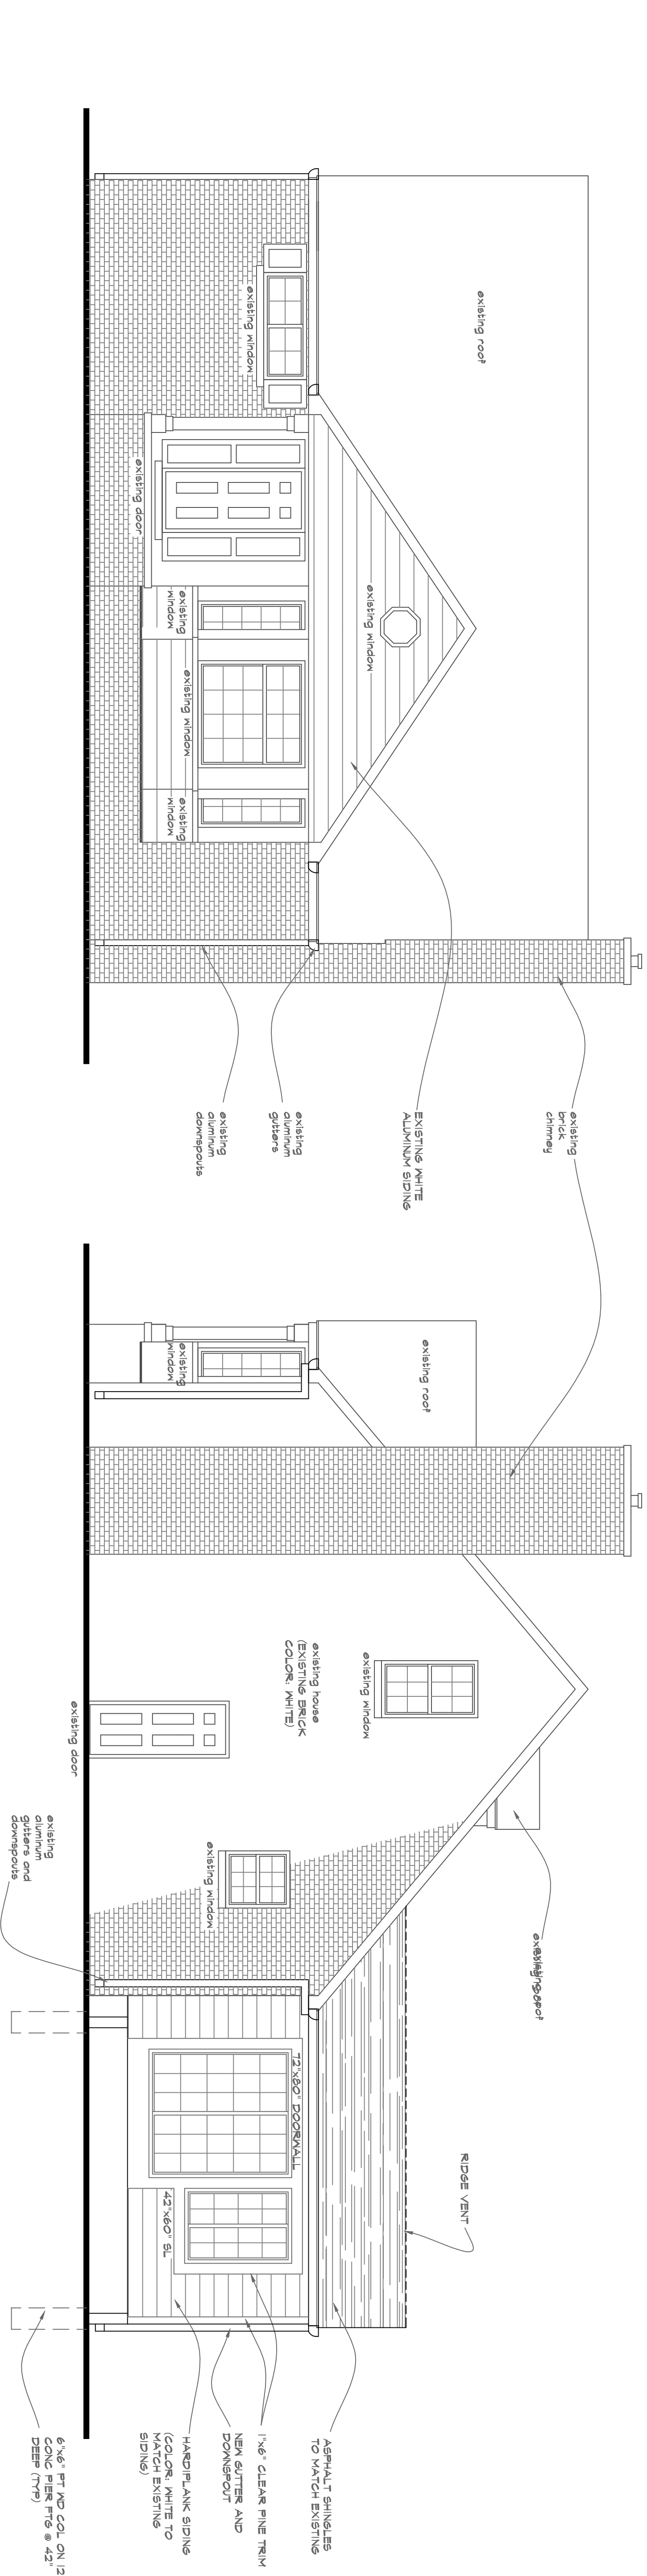 existing roof
existing window
existing window
existing door
existing
window
existing window
existing
window
existing
brick
chimney
EXISTING WHITE
ALUMINUM SIDING
existing
aluminum
gutters
existing
aluminum
downspouts
existing roof
existing
window
existing window
existing house
(EXISTING BRICK
COLOR: WHITE)
existing door
existing window
existing
aluminum
gutters and
downspouts
RIDGE VENT
72"x80" DOORWALL
42"x60" SL
ASPHALT SHINGLES
TO MATCH EXISTING
1"x6" CLEAR PINE TRIM
NEW GUTTER AND
DOWNSPOUT
HARDIPLANK SIDING
(COLOR: WHITE TO
MATCH EXISTING
SIDING)
6"x6" PT WD COL ON 12
CONC PIER FTG @ 42"
DEEP (TYP)